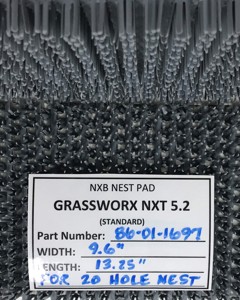 NXB NEST PAD
GRASSWORX NXT 5.2
(STANDARD)
Part Number: 86-01-1697
WIDTH: 9.6"
LENGTH: 13.25"
FOR 20 HOLE NEST